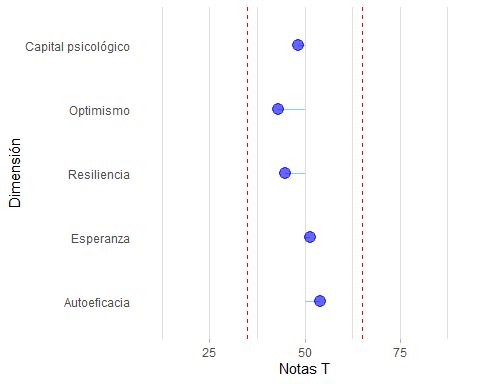 Capital psicológico
Optimismo
Resiliencia
Esperanza
Autoeficacia
Dimensión
25
50
75
Notas T